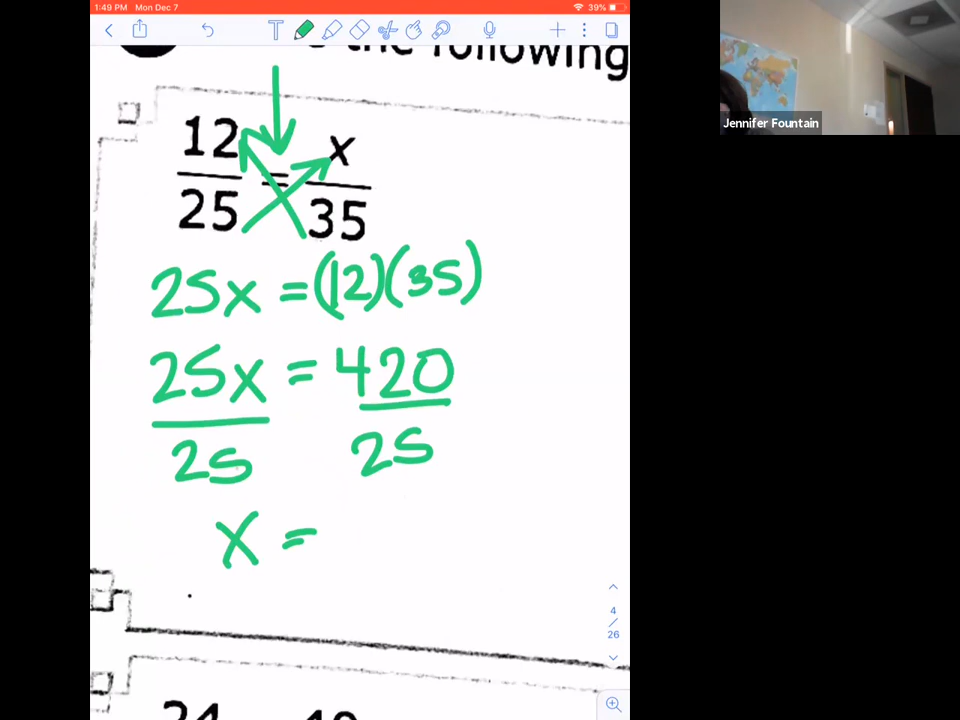 1:49 PM Mon Dec 7
39%
the following
12/25 = x/35
25x = (12)(35)
25x = 420
25 25
x =
4
/
26
Jennifer Fountain